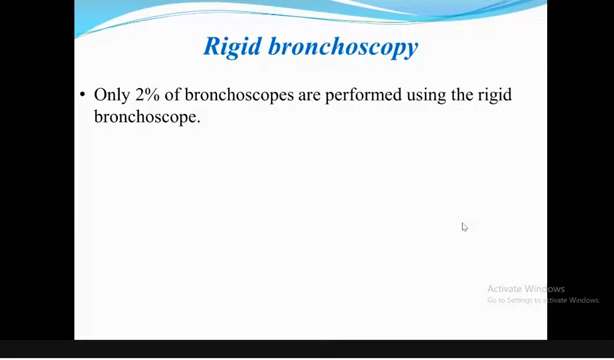 Rigid bronchoscopy
• Only 2% of bronchoscopes are performed using the rigid
bronchoscope.
Activate Windows
Go to Settings to activate Windows.